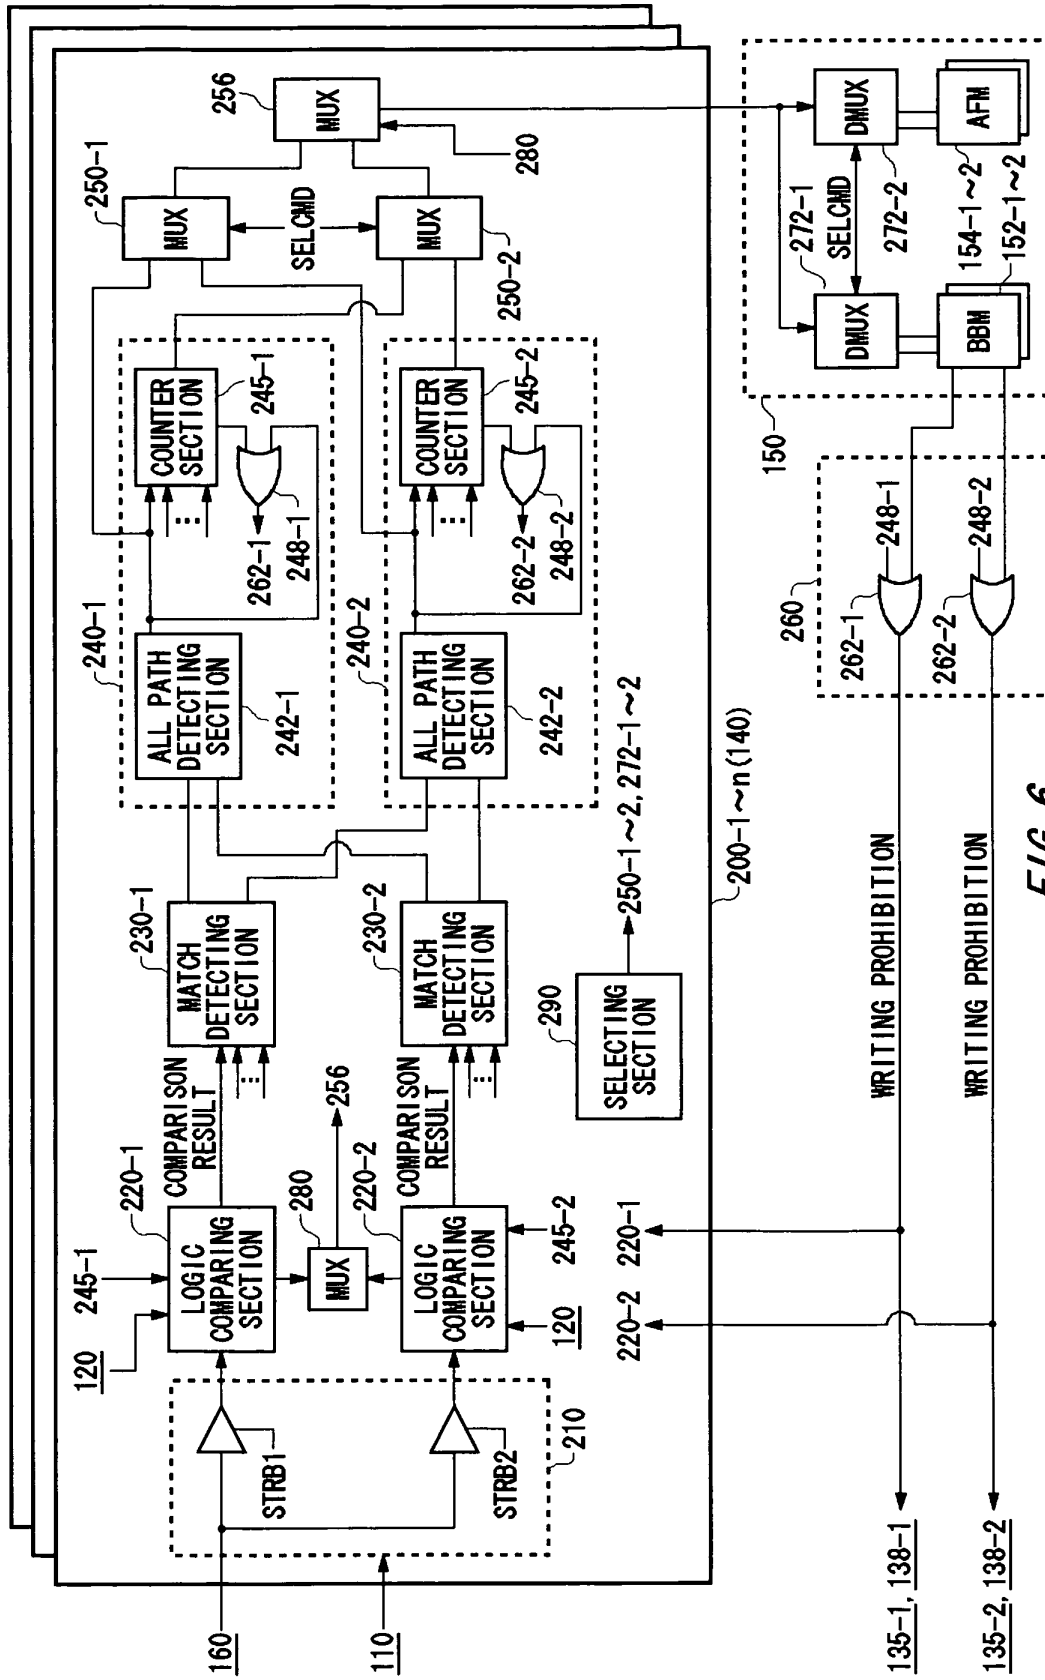 160
110
STRB1
STRB2
210
120
245-1
LOGIC
COMPARING
SECTION
220-1
MUX
280
256
LOGIC
COMPARING
SECTION
220-2
120
245-2
COMPARISON
RESULT
COMPARISON
RESULT
MATCH
DETECTING
SECTION
230-1
...
MATCH
DETECTING
SECTION
230-2
...
SELECTING
SECTION
290
250-1~2, 272-1~2
200-1~n(140)
240-1
ALL PATH
DETECTING
SECTION
242-1
COUNTER
SECTION
245-1
...
248-1
262-1
240-2
ALL PATH
DETECTING
SECTION
242-2
COUNTER
SECTION
245-2
...
248-2
262-2
MUX
250-1
SELCMD
MUX
250-2
MUX
256
280
150
DMUX
272-1
SELCMD
DMUX
272-2
BBM
152-1~2
AFM
154-1~2
260
248-1
262-1
248-2
262-2
WRITING PROHIBITION
WRITING PROHIBITION
220-1
220-2
135-1, 138-1
135-2, 138-2